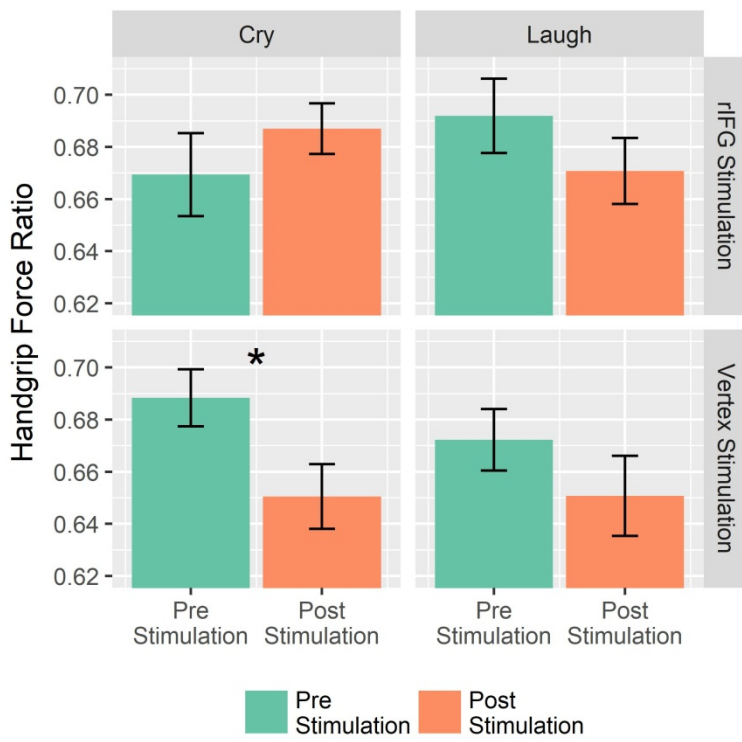 Cry
Laugh
Handgrip Force Ratio
0.70
0.68
0.66
0.64
0.62
rIFG Stimulation
*
0.70
0.68
0.66
0.64
0.62
Vertex Stimulation
Pre
Stimulation
Post
Stimulation
Pre
Stimulation
Post
Stimulation
Pre
Stimulation
Post
Stimulation